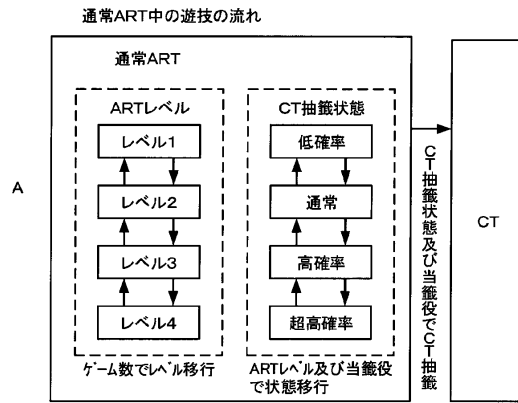 通常ART中の遊技の流れ
通常ART
ARTレベル
レベル1
レベル2
レベル3
レベル4
ゲーム数でレベル移行
CT抽籤状態
低確率
通常
高確率
超高確率
ARTレベル及び当籤役
で状態移行
A
CT抽籤状態及び当籤役でCT抽籤
CT